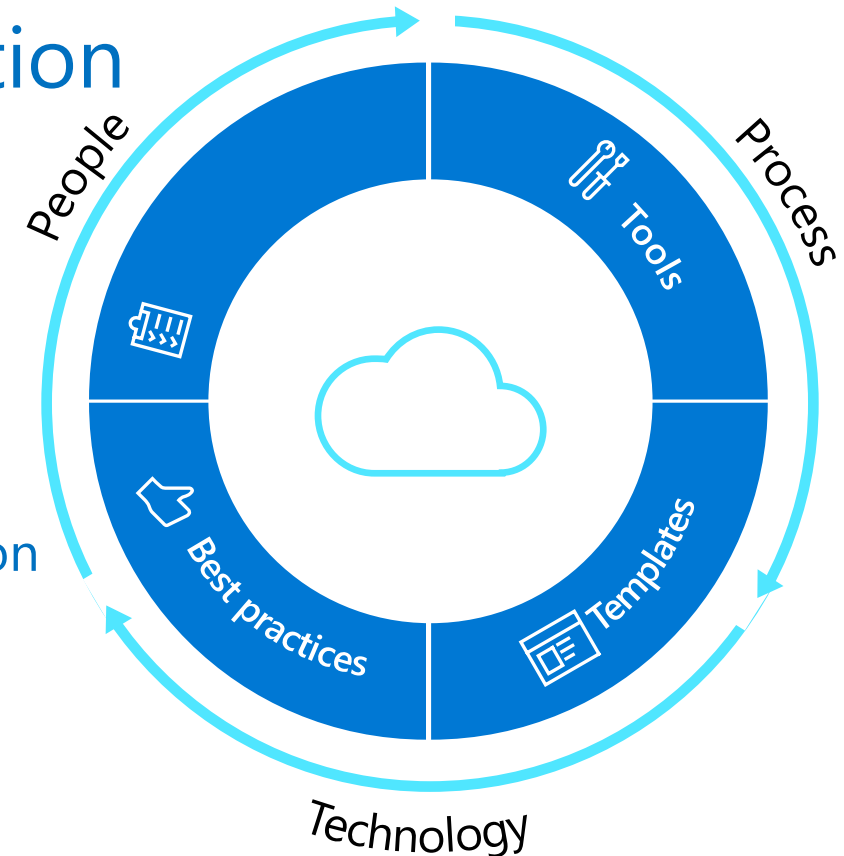 tion
People
Process
Tools
Best practices
Templates
on
Technology